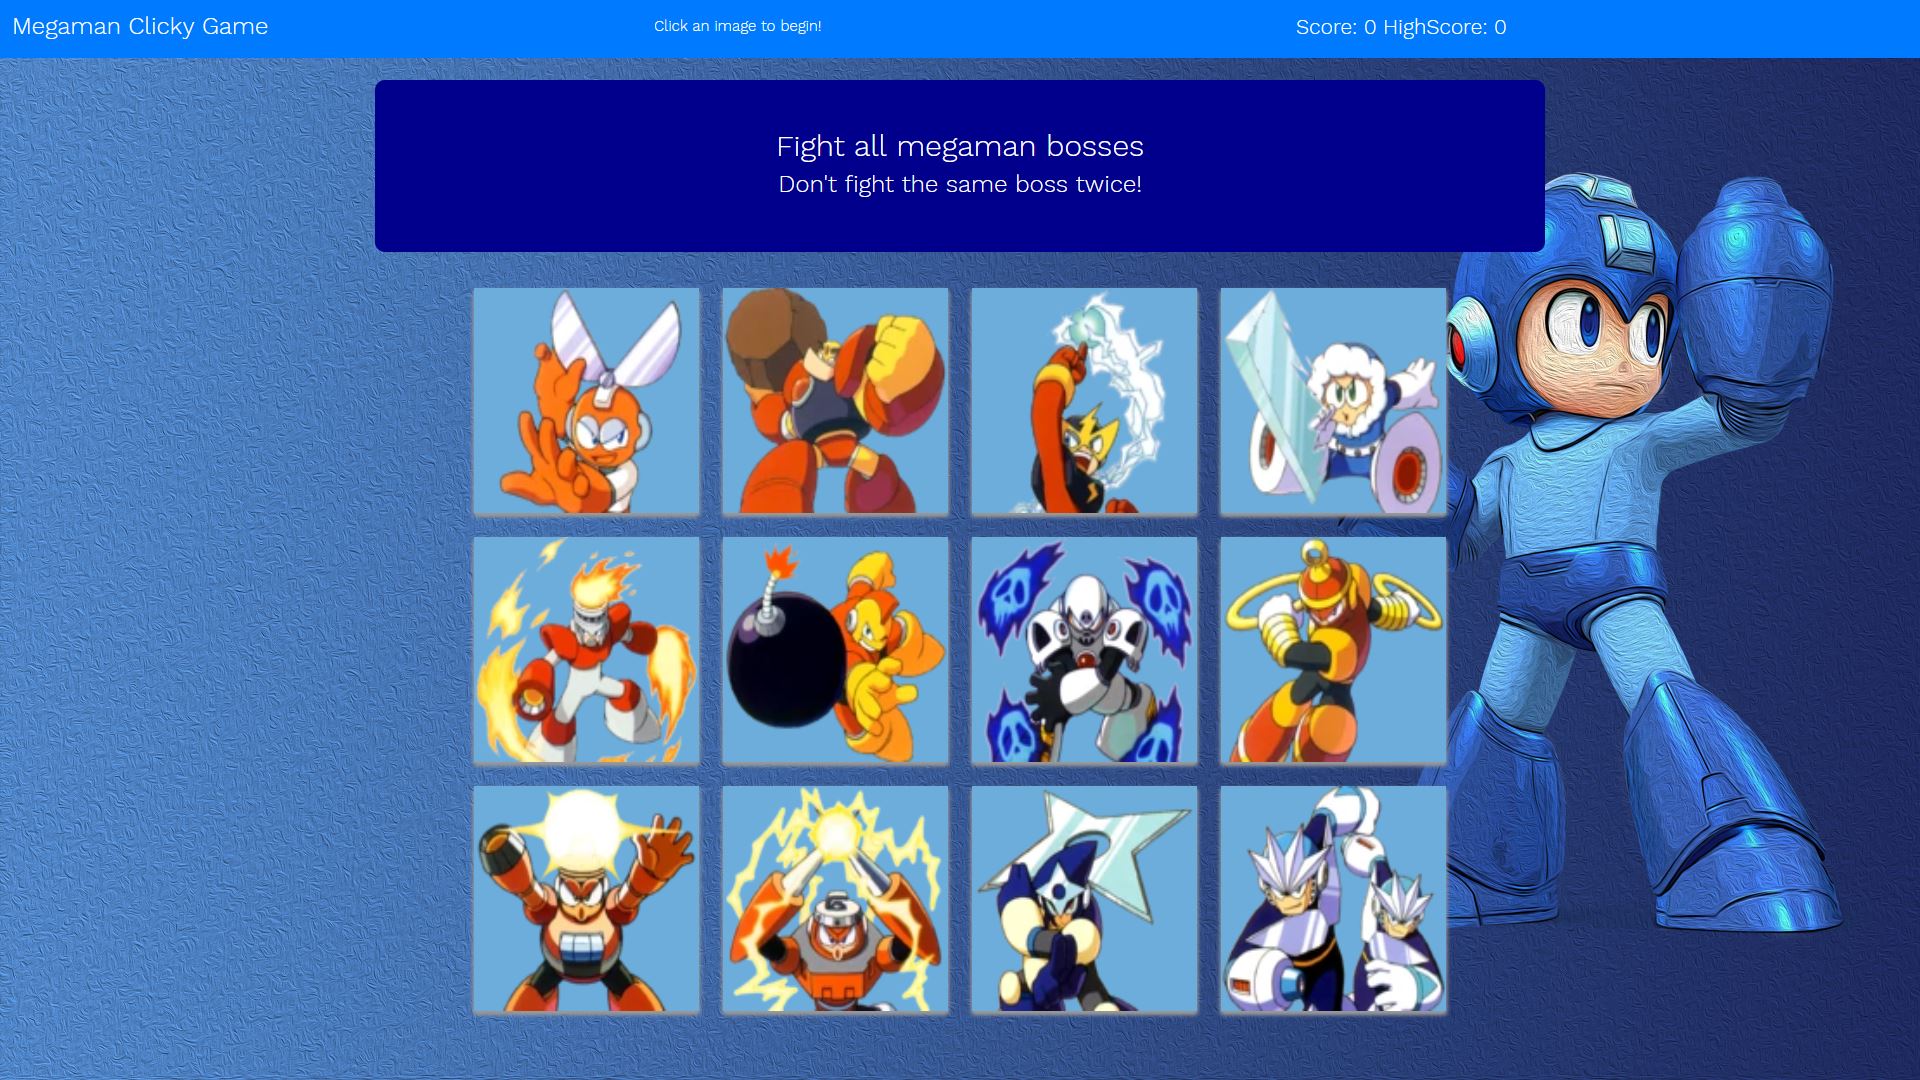 Megaman Clicky Game
Click an image to begin!
Score: 0 HighScore: 0
Fight all megaman bosses
Don't fight the same boss twice!